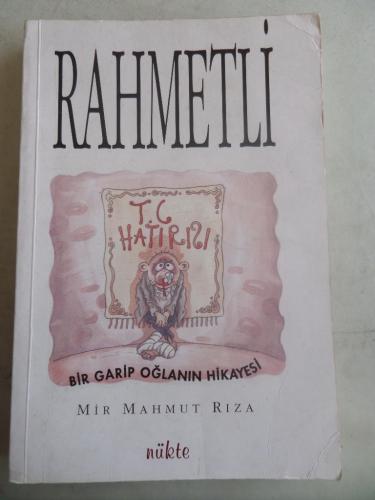 RAHMETLİ
T.C
HATIRASI
BİR GARİP OĞLANIN HİKAYESİ
MİR MAHMUT RIZA
nükte